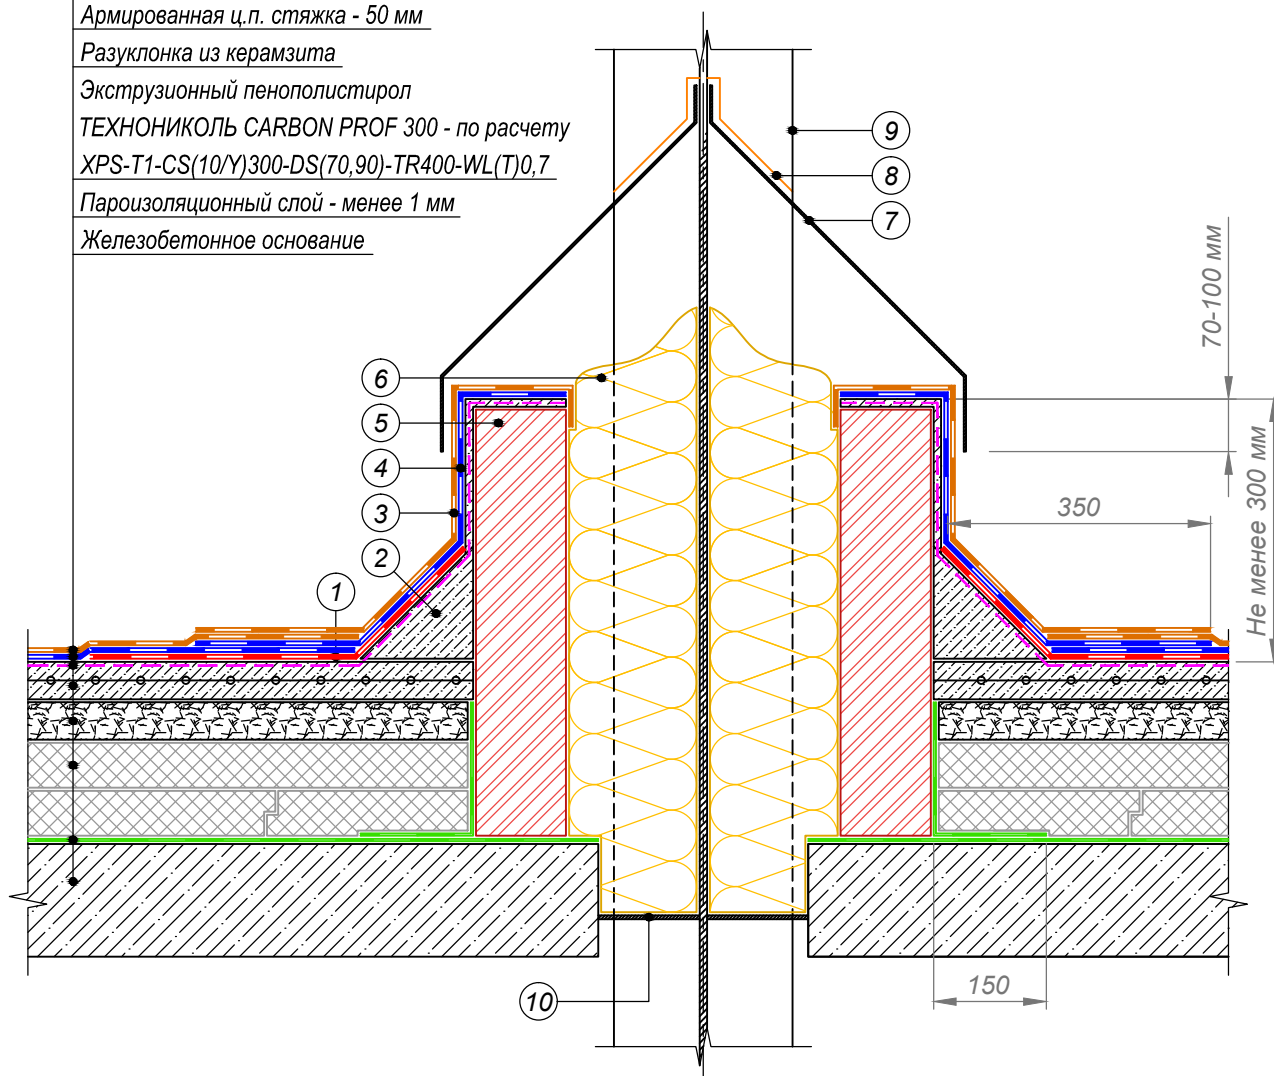 Армированная ц.п. стяжка - 50 мм
Разуклонка из керамзита
Экструзионный пенополистирол
ТЕХНОНИКОЛЬ CARBON PROF 300 - по расчету
XPS-T1-CS(10/Y)300-DS(70,90)-TR400-WL(T)0,7
Пароизоляционный слой - менее 1 мм
Железобетонное основание
9
8
7
70-100 мм
6
5
4
3
2
1
350
Не менее 300 мм
150
10